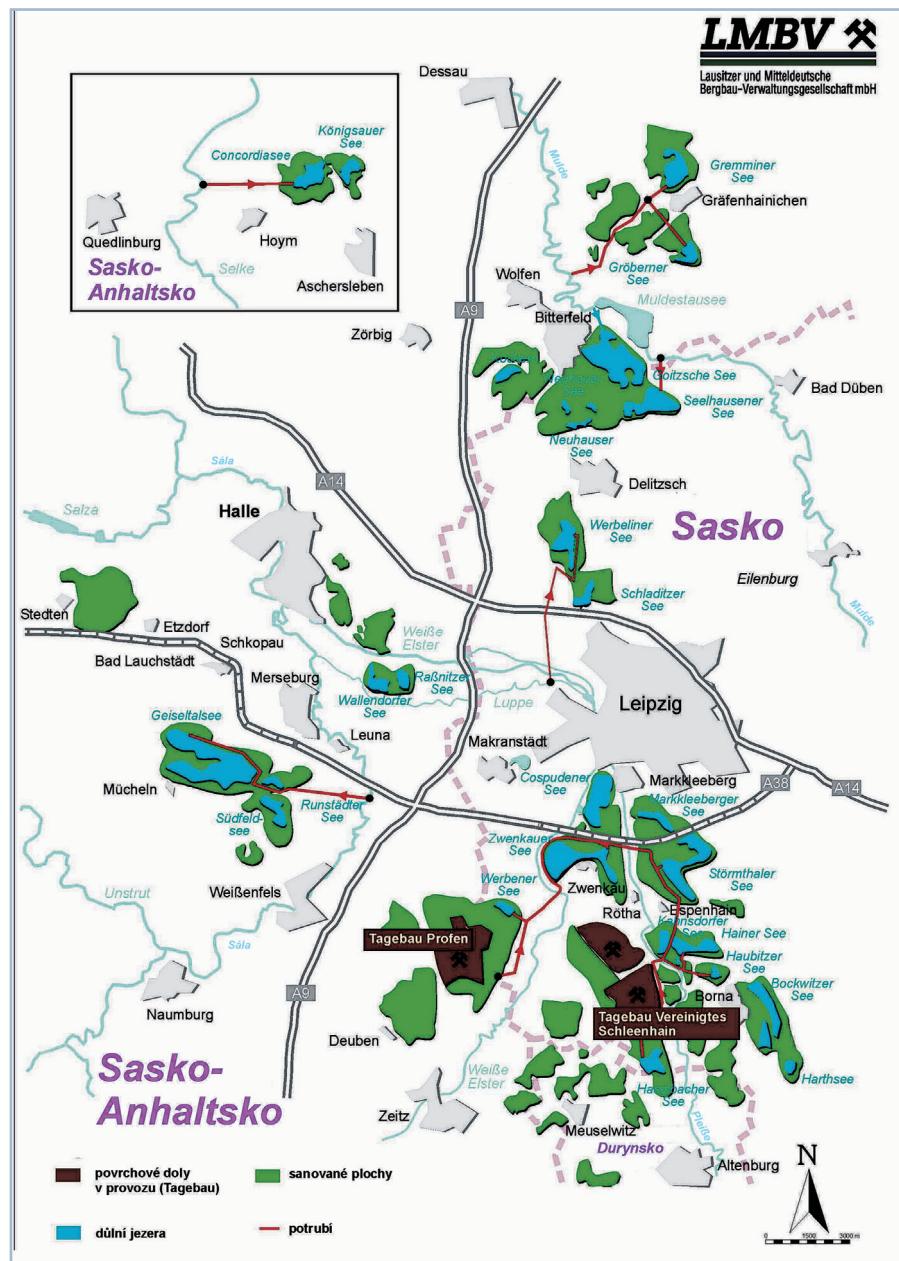 LMBV
Lausitzer und Mitteldeutsche
Bergbau-Verwaltungsgesellschaft mbH
Dessau
Königsauer
See
Concordiasee
Quedlinburg
Hoym
Sasko-
Anhaltsko
Selke
Aschersleben
Mulde
Gremminer
See
Gräfenhainichen
Gröberner
See
Wolfen
Muldestausee
Bitterfeld
A9
Zörbig
Goitzsche See
Bad Düben
Seelhausener
See
Neuhauser
See
Delitzsch
Sála
A14
Salza
Halle
Werbeliner
See
Sasko
Eilenburg
Schladitzer
See
Mulde
Stedten
Etzdorf
Schkopau
Weiße
Elster
Bad Lauchstädt
Merseburg
Raßnitzer
See
Wallendorfer
See
Luppe
Leipzig
Geiseltalsee
Leuna
Makranstädt
Cospudener
See
Markkleeberg
A38
A14
Mücheln
Runstädter
See
Südfeld-
see
Markkleeberger
See
Zwenkauer
See
Werbener
See
Störmthaler
See
Zwenkau
Weißenfels
Unstrut
Rötha
Espenhain
Kahnsdorfer
See
Hainer See
Haubitzer
See
Tagebau Profen
Sála
Bockwitzer
See
A9
Borna
Naumburg
Tagebau Vereinigtes
Schleenhain
Deuben
Weiße
Elster
Sasko-
Anhaltsko
Harthsee
See
Zeitz
Meuselwitz
Pleiße
Durynsko
Altenburg
N
povrchové doly
v provozu (Tagebau)
sanované plochy
důlní jezera
potrubí
0 1500 3000 m